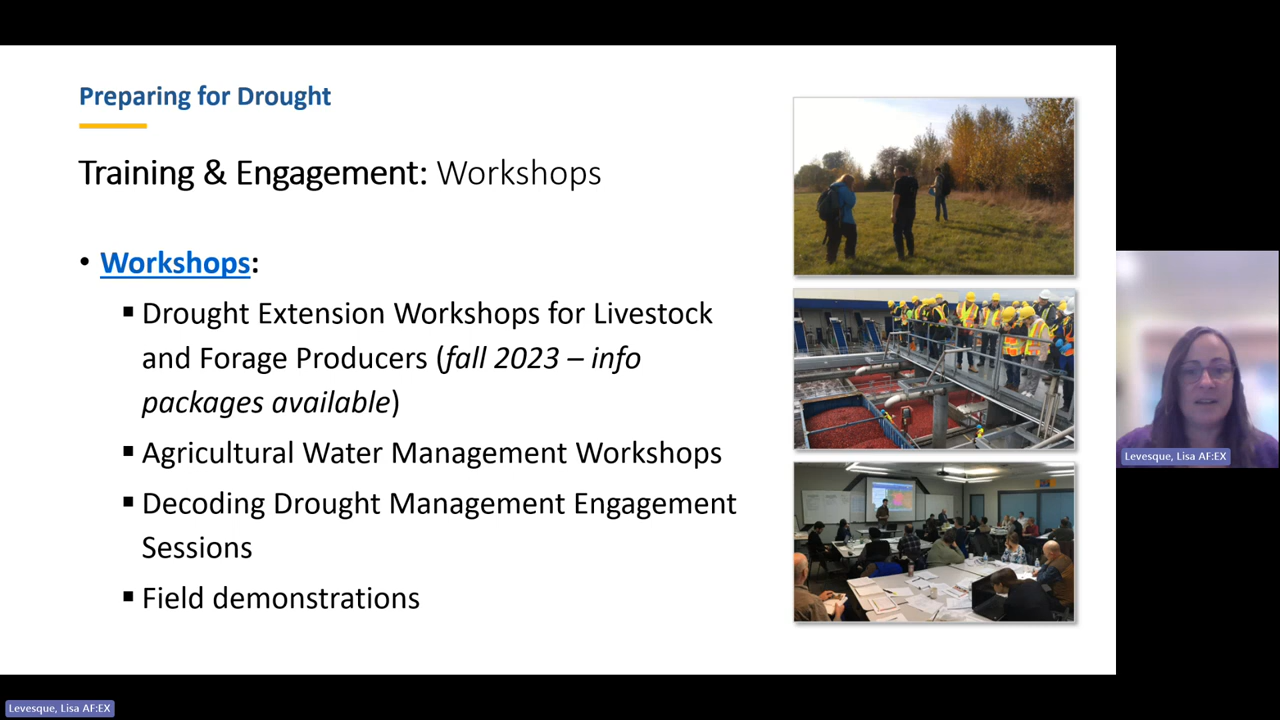 Preparing for Drought
Training & Engagement: Workshops
• Workshops:
▪ Drought Extension Workshops for Livestock
and Forage Producers (fall 2023 – info
packages available)
▪ Agricultural Water Management Workshops
▪ Decoding Drought Management Engagement
Sessions
▪ Field demonstrations
Levesque, Lisa AF:EX
Levesque, Lisa AF:EX